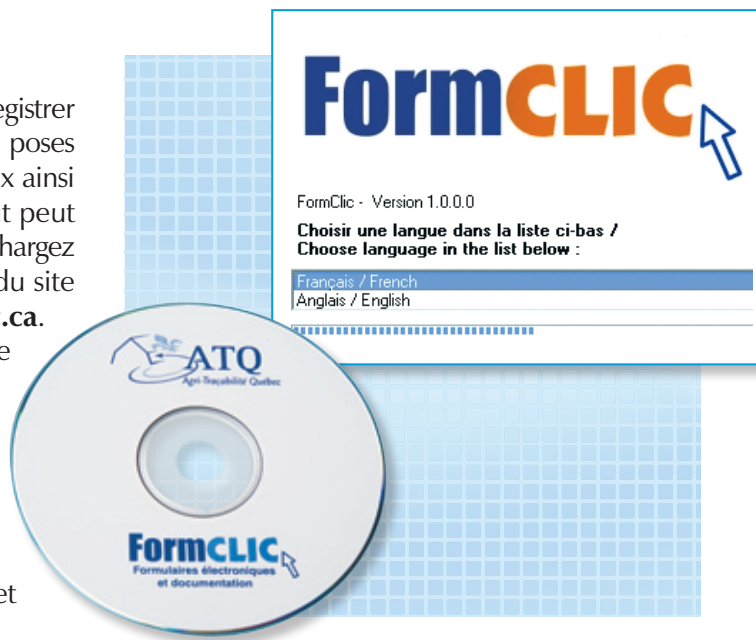 egistrer
poses
x ainsi
t peut
hargez
du site
.ca.
e
et
FormCLIC
FormClic - Version 1.0.0.0
Choisir une langue dans la liste ci-bas /
Choose language in the list below :
Français / French
Anglais / English
ATQ
Agri-Traçabilité Québec
FormCLIC
Formulaires électroniques
et documentation